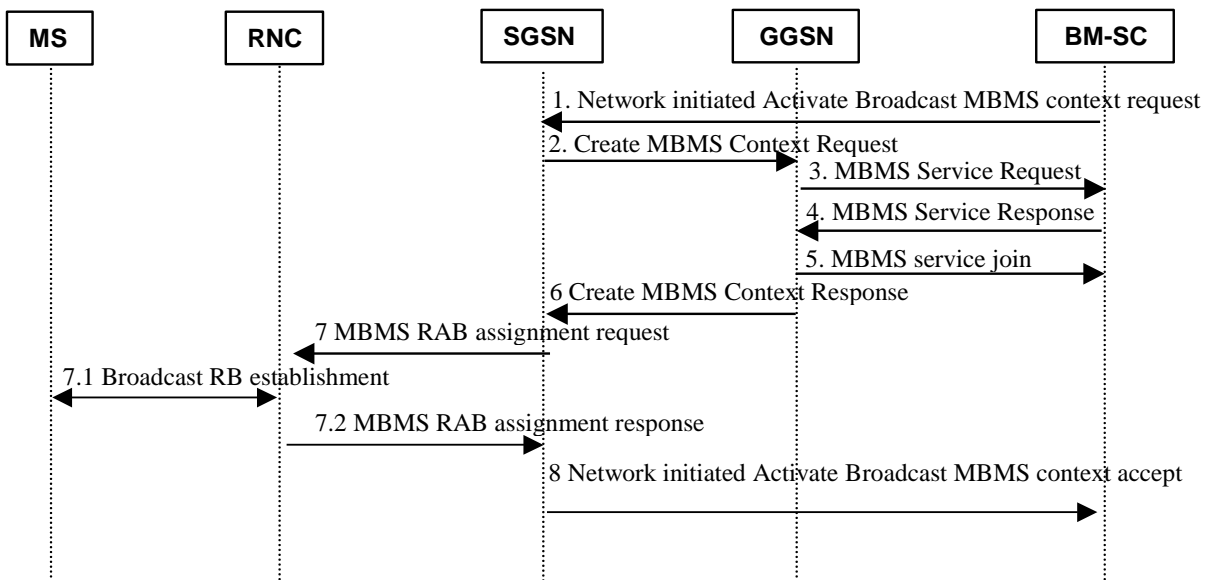 MS
RNC
SGSN
GGSN
BM-SC
1. Network initiated Activate Broadcast MBMS context request
2. Create MBMS Context Request
3. MBMS Service Request
4. MBMS Service Response
5. MBMS service join
6 Create MBMS Context Response
7 MBMS RAB assignment request
7.1 Broadcast RB establishment
7.2 MBMS RAB assignment response
8 Network initiated Activate Broadcast MBMS context accept